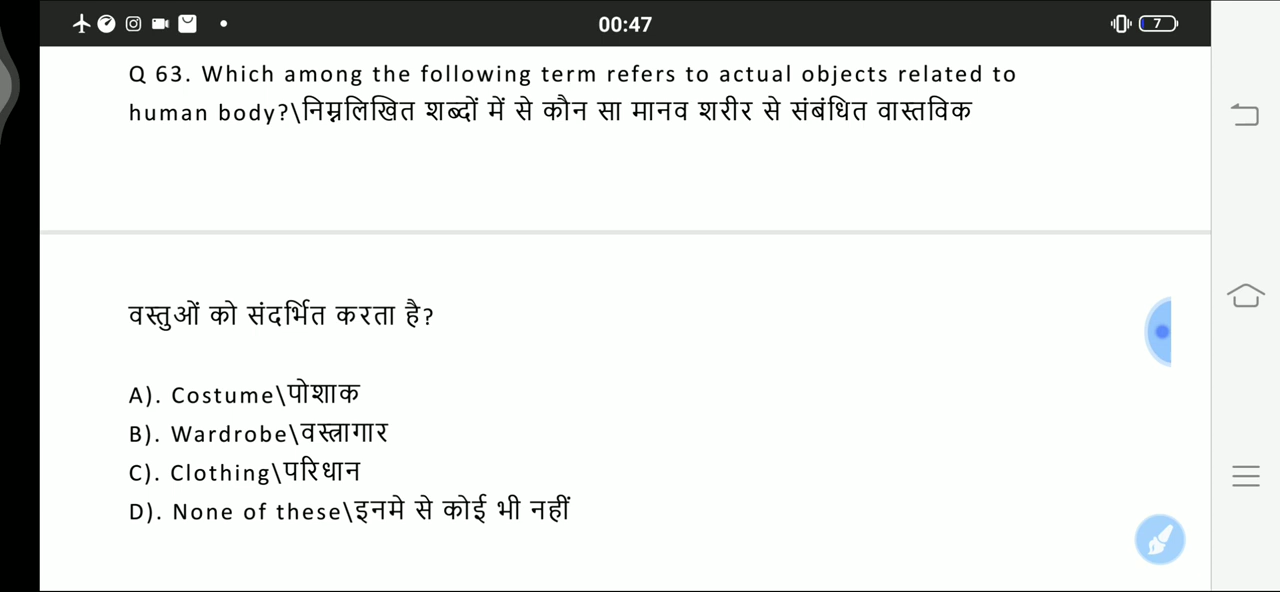 00:47
7
Q 63. Which among the following term refers to actual objects related to
human body?\निम्नलिखित शब्दों में से कौन सा मानव शरीर से संबंधित वास्तविक
वस्तुओं को संदर्भित करता है?
A). Costume\पोशाक
B). Wardrobe\वस्त्रागार
C). Clothing\परिधान
D). None of these\इनमे से कोई भी नहीं